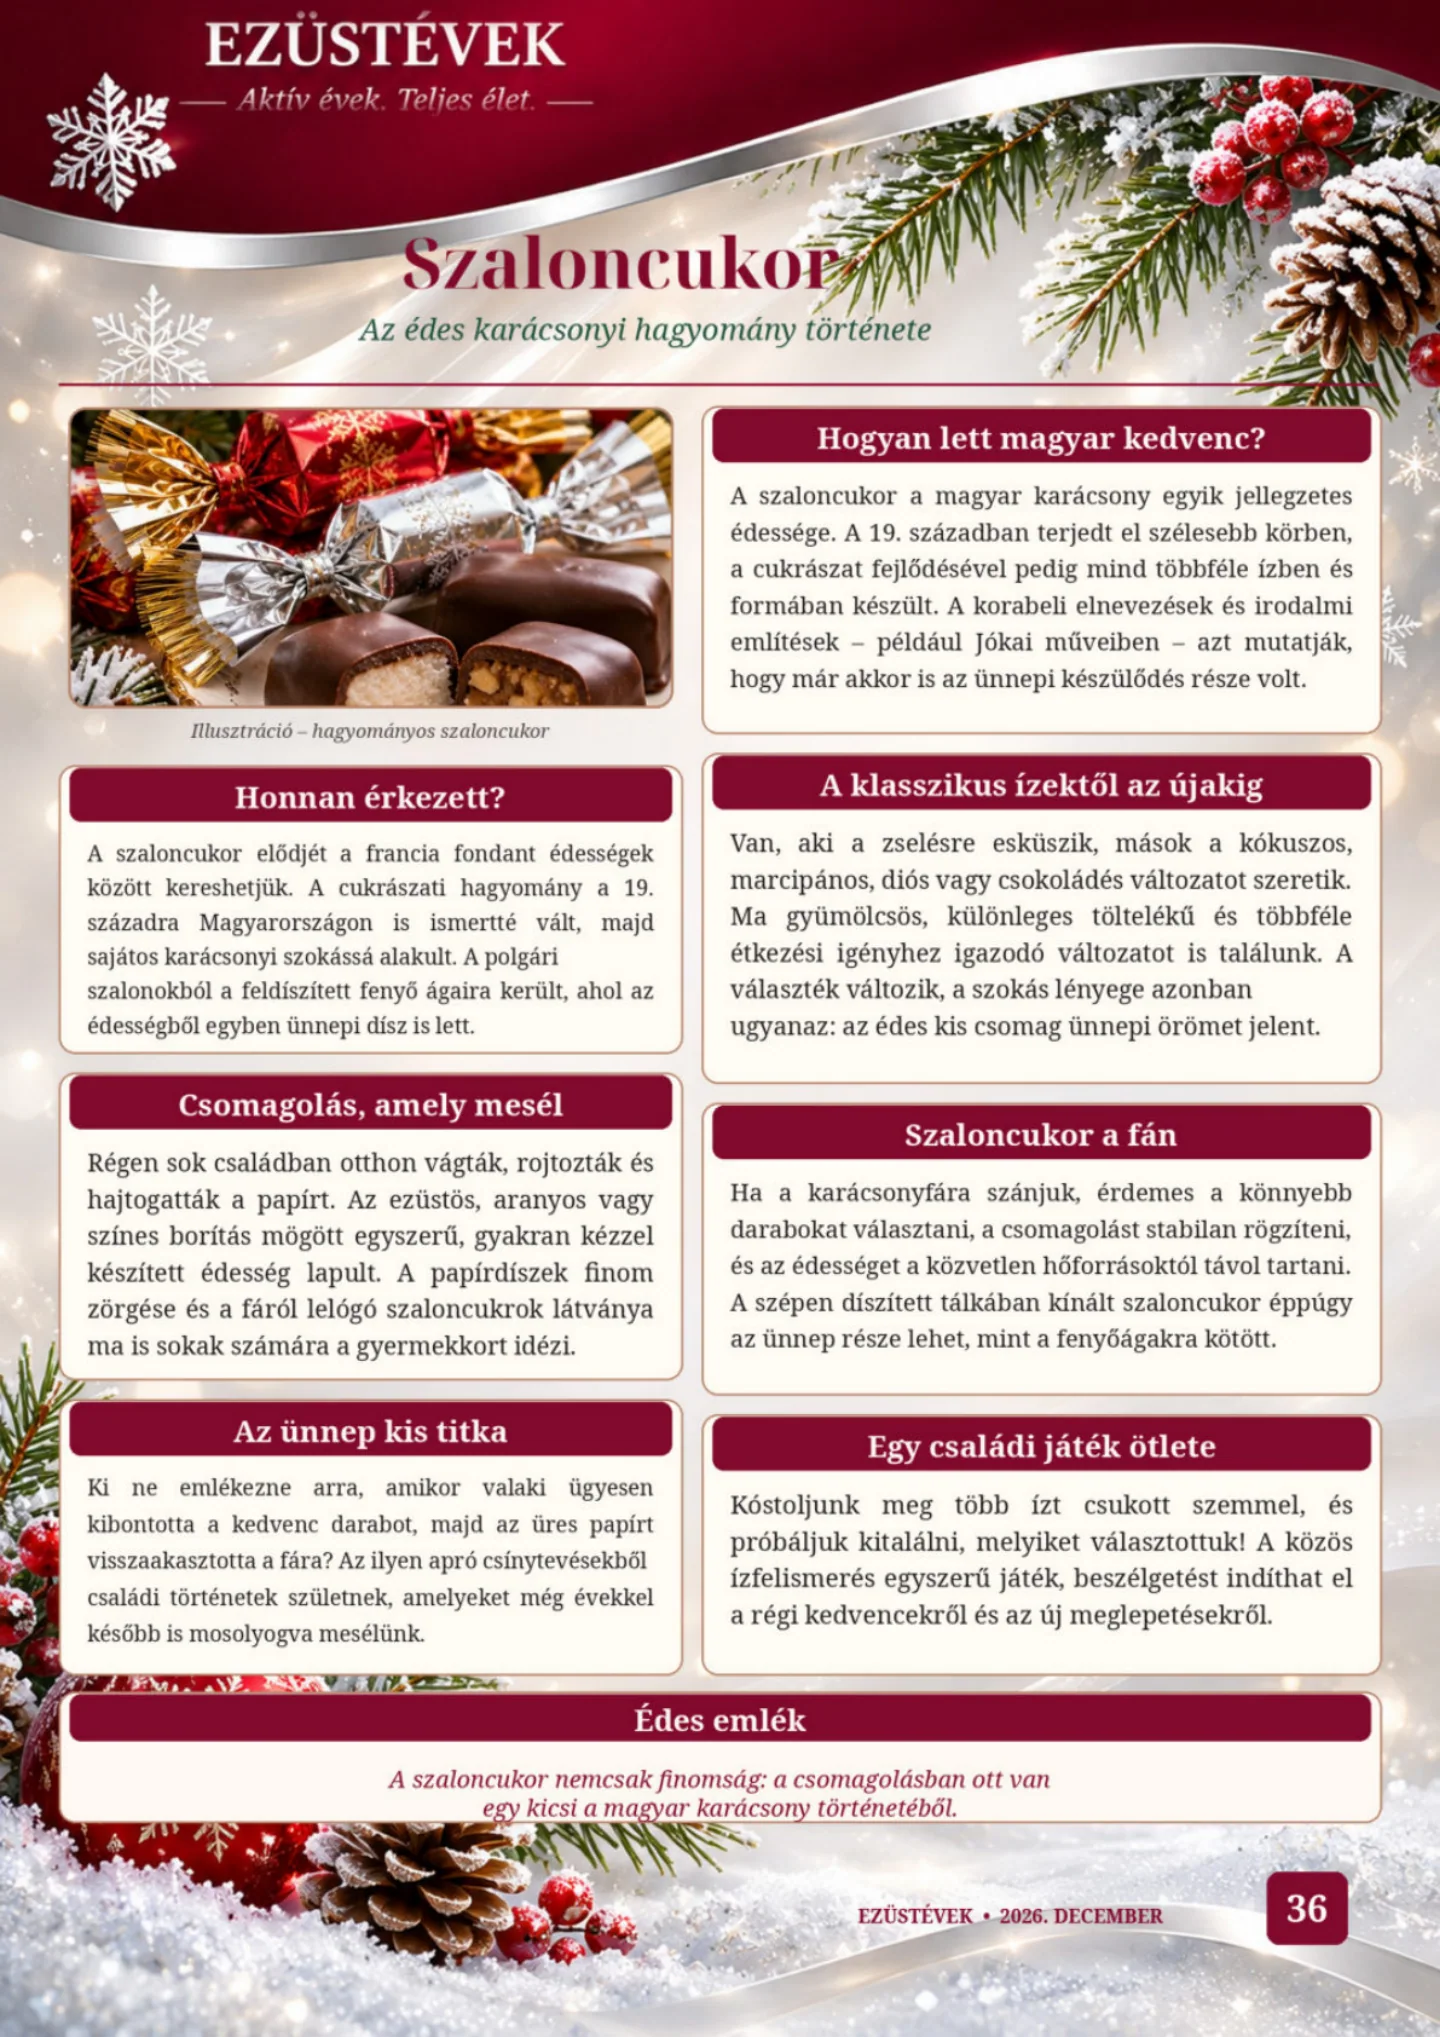 EZÜSTÉVEK
Aktív évek. Teljes élet.
Szaloncukor
Az édes karácsonyi hagyomány története
Illusztráció – hagyományos szaloncukor
Honnan érkezett?
A szaloncukor elődjét a francia fondant édességek
között kereshetjük. A cukrászati hagyomány a 19.
századra Magyarországon is ismertté vált, majd
sajátos karácsonyi szokássá alakult. A polgári
szalonokból a feldíszített fenyő ágaira került, ahol az
édességből egyben ünnepi dísz is lett.
Csomagolás, amely mesél
Régen sok családban otthon vágták, rojtozták és
hajtogatták a papírt. Az ezüstös, aranyos vagy
színes borítás mögött egyszerű, gyakran kézzel
készített édesség lapult. A papírdíszek finom
zörgése és a fáról lelógó szaloncukrok látványa
ma is sokak számára a gyermekkort idézi.
Az ünnep kis titka
Ki ne emlékezne arra, amikor valaki ügyesen
kibontotta a kedvenc darabot, majd az üres papírt
visszaakasztotta a fára? Az ilyen apró csínytevésekből
családi történetek születnek, amelyeket még évekkel
később is mosolyogva mesélünk.
Hogyan lett magyar kedvenc?
A szaloncukor a magyar karácsony egyik jellegzetes
édessége. A 19. században terjedt el szélesebb körben,
a cukrászat fejlődésével pedig mind többféle ízben és
formában készült. A korabeli elnevezések és irodalmi
említések – például Jókai műveiben – azt mutatják,
hogy már akkor is az ünnepi készülődés része volt.
A klasszikus ízektől az újakig
Van, aki a zselésre esküszik, mások a kókuszos,
marcipános, diós vagy csokoládés változatot szeretik.
Ma gyümölcsös, különleges töltelékű és többféle
étkezési igényhez igazodó változatot is találunk. A
választék változik, a szokás lényege azonban
ugyanaz: az édes kis csomag ünnepi örömet jelent.
Szaloncukor a fán
Ha a karácsonyfára szánjuk, érdemes a könnyebb
darabokat választani, a csomagolást stabilan rögzíteni,
és az édességet a közvetlen hőforrásoktól távol tartani.
A szépen díszített tálkában kínált szaloncukor éppúgy
az ünnep része lehet, mint a fenyőágakra kötött.
Egy családi játék ötlete
Kóstoljunk meg több ízt csukott szemmel, és
próbáljuk kitalálni, melyiket választottuk! A közös
ízfelismerés egyszerű játék, beszélgetést indíthat el
a régi kedvencekről és az új meglepetésekről.
Édes emlék
A szaloncukor nemcsak finomság: a csomagolásban ott van
egy kicsi a magyar karácsony történetéből.
EZÜSTÉVEK • 2026. DECEMBER
36